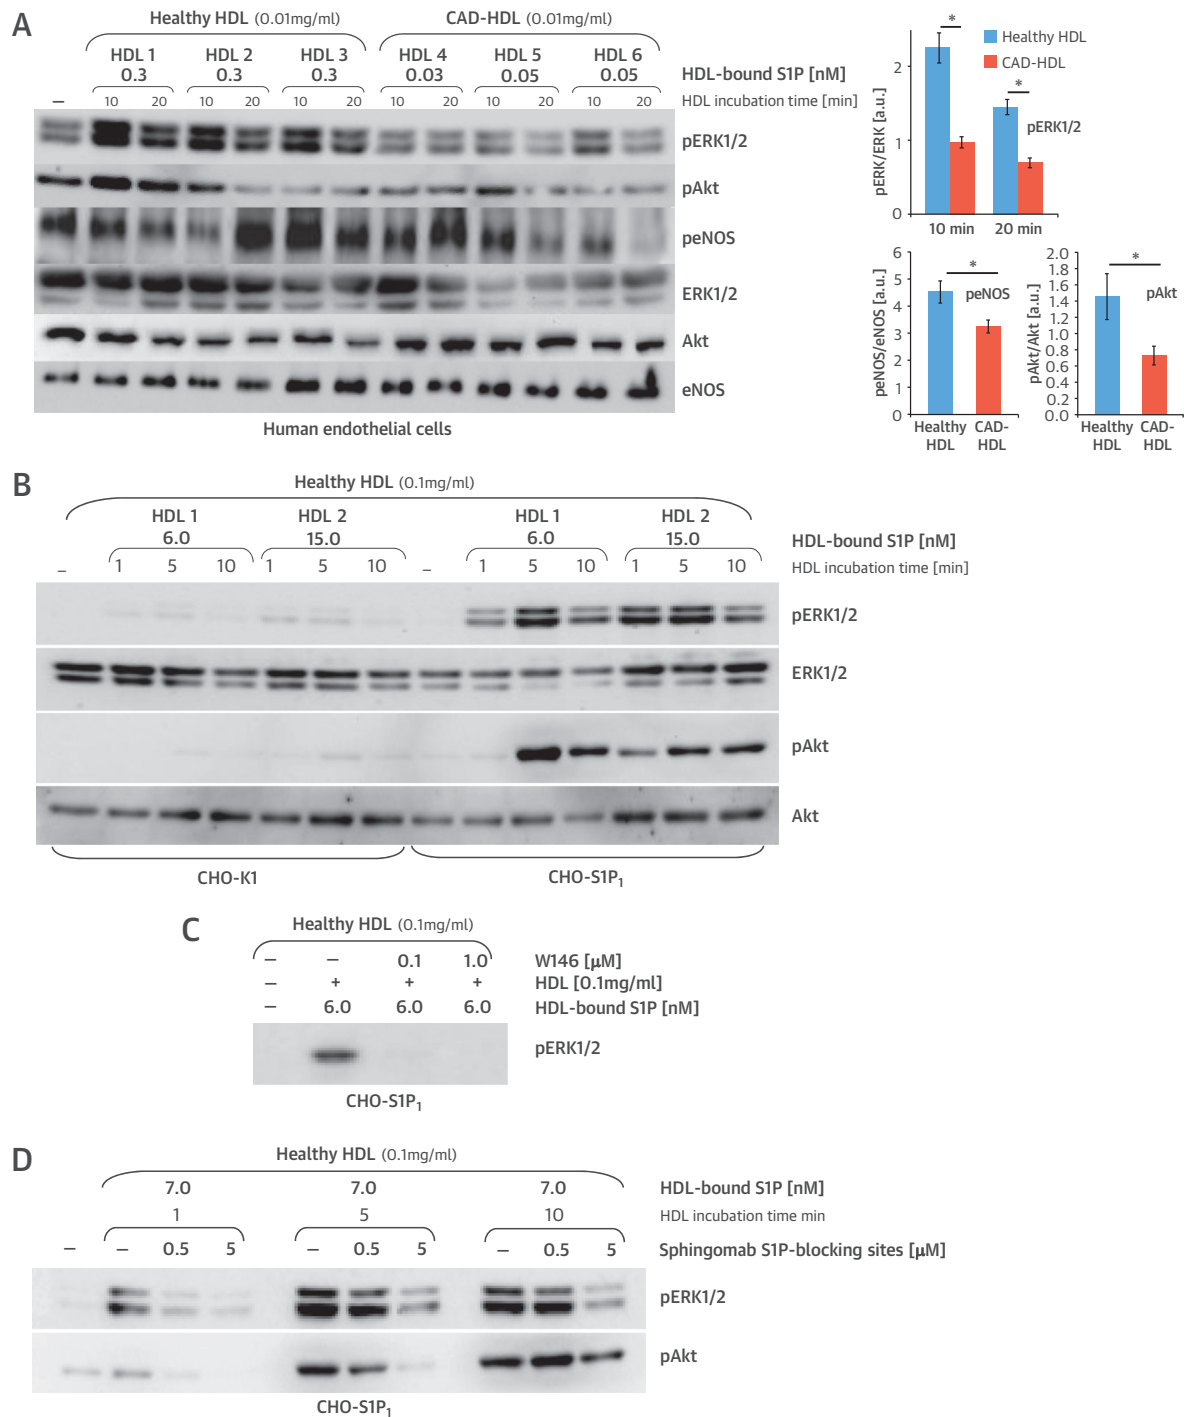 A
Healthy HDL (0.01mg/ml) CAD-HDL (0.01mg/ml)
HDL 1 HDL 2 HDL 3 HDL 4 HDL 5 HDL 6
0.3 0.3 0.3 0.03 0.05 0.05 HDL-bound S1P [nM]
– 10 20 10 20 10 20 10 20 10 20 10 20 HDL incubation time [min]
pERK1/2
pAkt
peNOS
ERK1/2
Akt
eNOS
Human endothelial cells
pERK/ERK [a.u.]
2
1
0
*
*
Healthy HDL
CAD-HDL
pERK1/2
10 min 20 min
peNOS/eNOS [a.u.]
6
5
4
3
2
1
0
*
peNOS
Healthy HDL
CAD-HDL
pAkt/Akt [a.u.]
2.0
1.8
1.6
1.4
1.2
1.0
0.8
0.6
0.4
0.2
0.0
*
pAkt
Healthy HDL
CAD-HDL
B
Healthy HDL (0.1mg/ml)
HDL 1 HDL 2 HDL 1 HDL 2
6.0 15.0 6.0 15.0 HDL-bound S1P [nM]
– 1 5 10 1 5 10 – 1 5 10 1 5 10 HDL incubation time [min]
pERK1/2
ERK1/2
pAkt
Akt
CHO-K1 CHO-S1P1
C
Healthy HDL (0.1mg/ml)
– – 0.1 1.0 W146 [µM]
– + + + HDL [0.1mg/ml]
– 6.0 6.0 6.0 HDL-bound S1P [nM]
pERK1/2
CHO-S1P1
D
Healthy HDL (0.1mg/ml)
7.0 7.0 7.0 HDL-bound S1P [nM]
1 5 10 HDL incubation time min
– – 0.5 5 – 0.5 5 – 0.5 5 Sphingomab S1P-blocking sites [µM]
pERK1/2
pAkt
CHO-S1P1